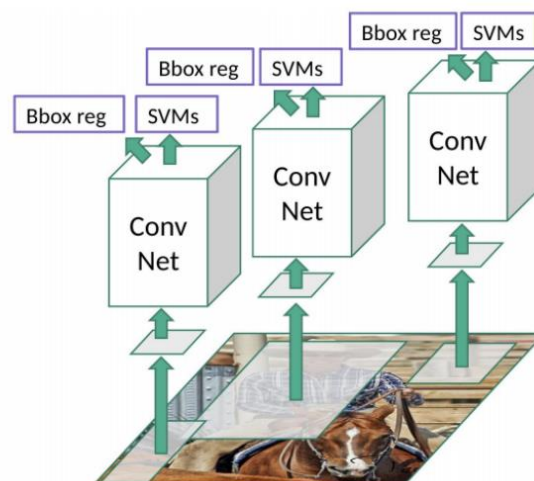 Bbox reg
SVMs
Conv
Net
Bbox reg
SVMs
Conv
Net
Bbox reg
SVMs
Conv
Net